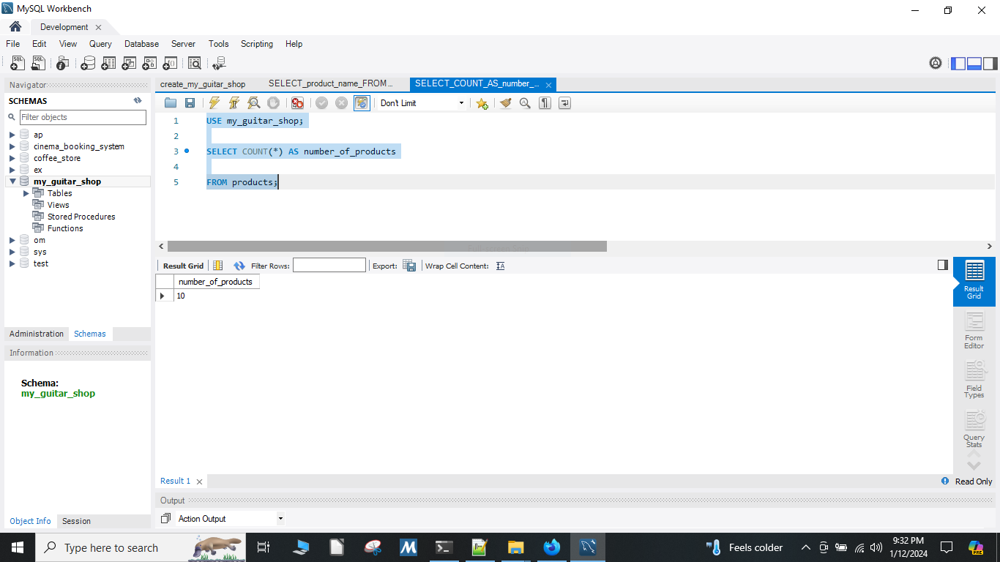 MySQL Workbench
Development
File Edit View Query Database Server Tools Scripting Help
Navigator
SCHEMAS
Filter objects
ap
cinema_booking_system
coffee_store
ex
my_guitar_shop
Tables
Views
Stored Procedures
Functions
om
sys
test
Administration Schemas
Information
Schema:
my_guitar_shop
Object Info Session
create_my_guitar_shop SELECT_product_name_FROM... SELECT_COUNT_AS_number_...
Don't Limit
1 USE my_guitar_shop;
2
3 SELECT COUNT(*) AS number_of_products
4
5 FROM products;
Result Grid Filter Rows: Export: Wrap Cell Content:
number_of_products
10
Result
Grid
Form
Editor
Field
Types
Query
Stats
Result 1
Read Only
Output
Action Output
Type here to search
Feels colder
9:32 PM
1/12/2024